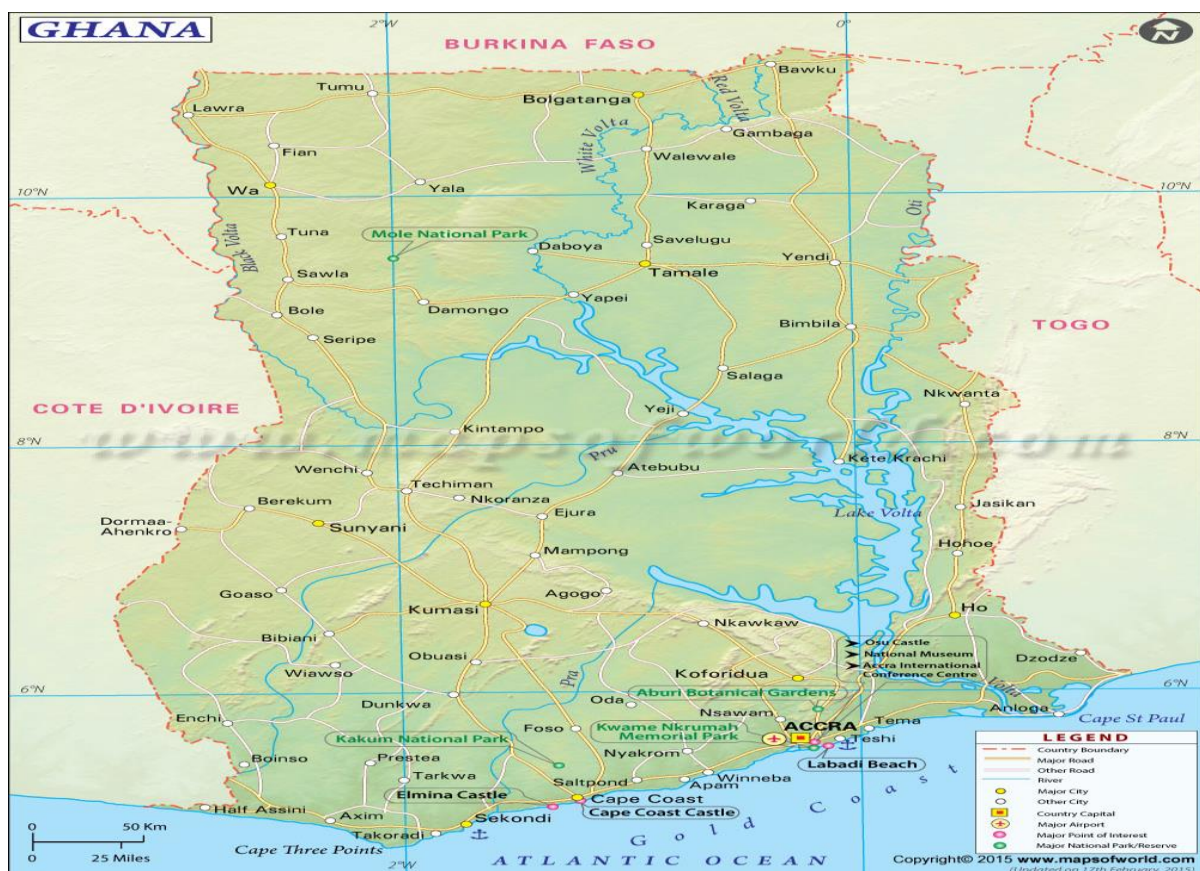 GHANA
2°W
0°
N
BURKINA FASO
Bawku
Tumu
Bolgatanga
Red Volta
Lawra
Gambaga
White Volta
Fian
Walewale
Wa
Yala
10°N
10°N
Karaga
Oti
Black Volta
Tuna
Mole National Park
Daboya
Savelugu
Yendi
Sawla
Tamale
Yapei
Bole
Damongo
Bimbila
TOGO
Seripe
Salaga
Nkwanta
COTE D'IVOIRE
Yeji
Kintampo
www.mapsofworld.com
8°N
8°N
Pru
Kete Krachi
Wenchi
Atebubu
Techiman
Nkoranza
Berekum
Ejura
Lake Volta
Jasikan
Dormaa-
Ahenkro
Sunyani
Hohoe
Mampong
Goaso
Agogo
Kumasi
Ho
Nkawkaw
Bibiani
Osu Castle
National Museum
Accra International
Conference Centre
Obuasi
Dzodze
Wiawso
Koforidua
Pra
6°N
6°N
Aburi Botanical Gardens
Volta
Dunkwa
Oda
Anloga
Nsawam
Cape St Paul
Enchi
Foso
Kwame Nkrumah
Memorial Park
ACCRA
Tema
Teshi
Kakum National Park
Nyakrom
Boinso
Prestea
Labadi Beach
Tarkwa
Saltpond
Winneba
Apam
Elmina Castle
Cape Coast
Half Assini
Cape Coast Castle
Axim
Sekondi
Takoradi
Gold Coast
Cape Three Points
2°W
ATLANTIC OCEAN
0
50 Km
0
25 Miles
LEGEND
Country Boundary
Major Road
Other Road
River
Major City
Other City
Country Capital
Major Airport
Major Point of Interest
Major National Park/Reserve
Copyright© 2015 www.mapsofworld.com
(Updated on 17th February, 2015)